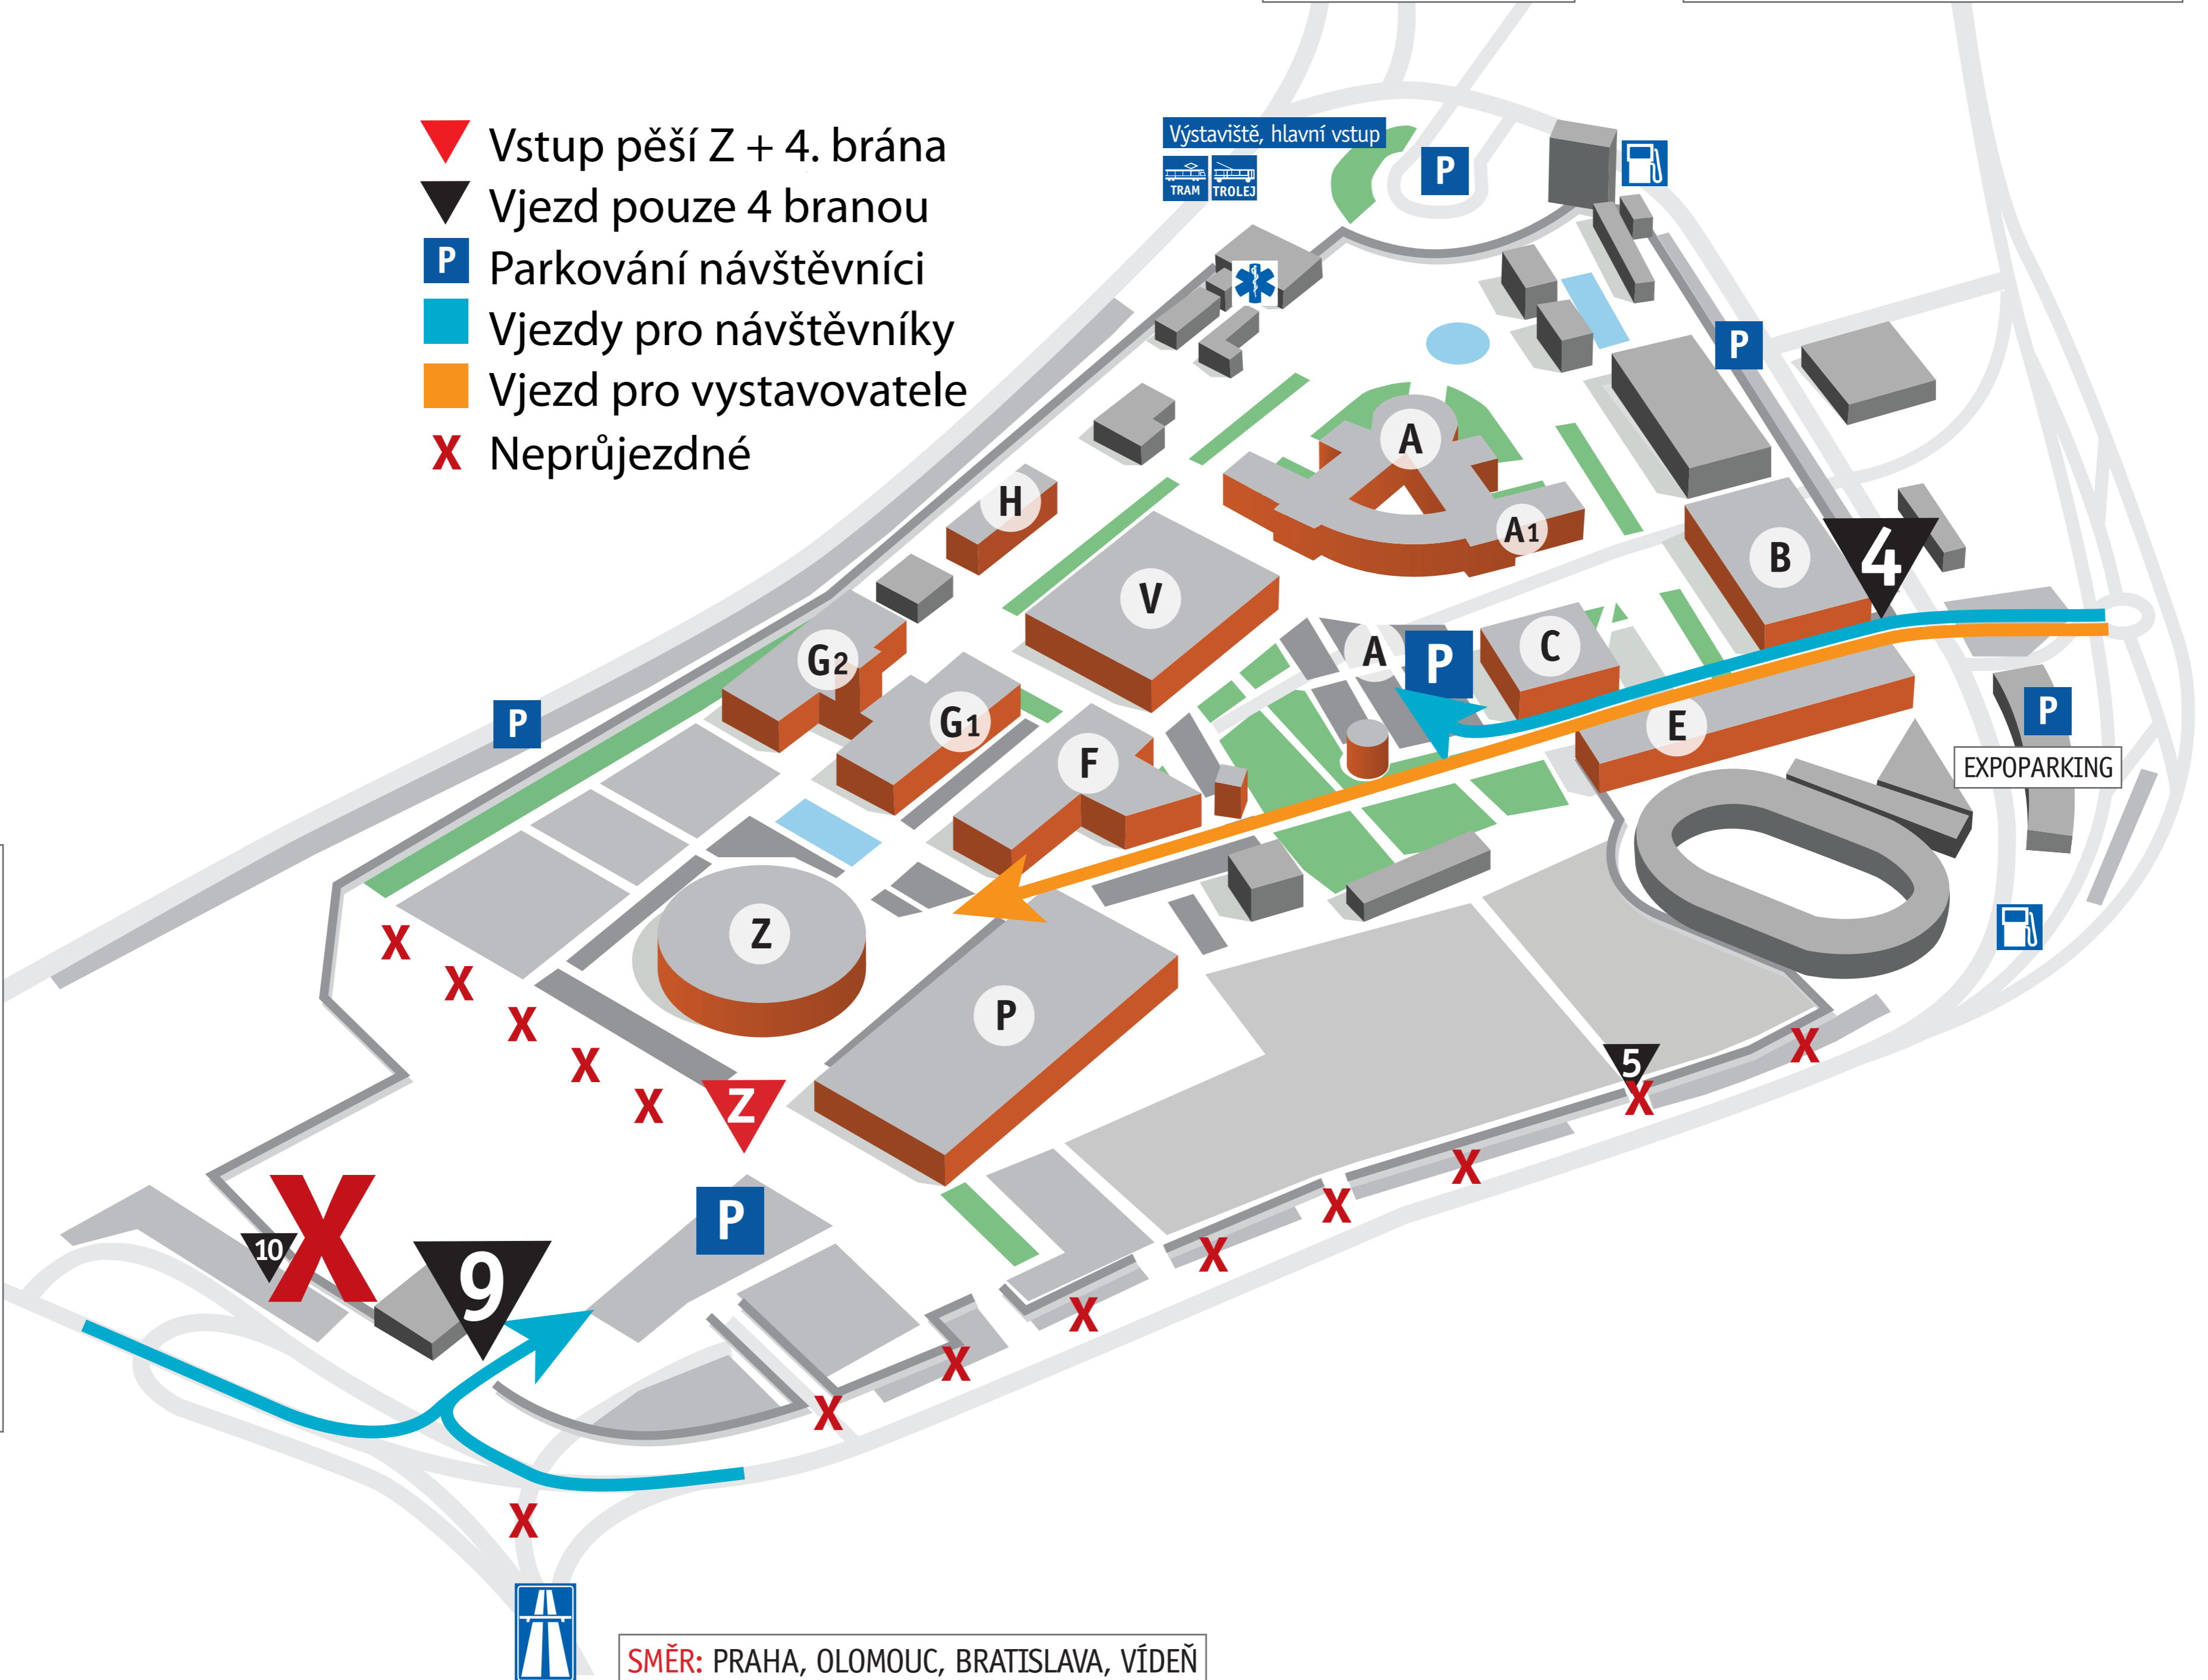 Výstaviště, hlavní vstup
TRAM
TROLEJ
P
Vstup pěší Z + 4. brána
Vjezd pouze 4 branou
P Parkování návštěvníci
Vjezdy pro návštěvníky
Vjezd pro vystavovatele
X Neprůjezdné
P
A
H
A1
B
4
V
A
P
C
G2
G1
P
F
E
P
EXPOPARKING
Z
X
X
X
X
X
P
5
X
X
Z
X
X
X
X
X
X
10
X
9
P
X
SMĚR: PRAHA, OLOMOUC, BRATISLAVA, VÍDEŇ